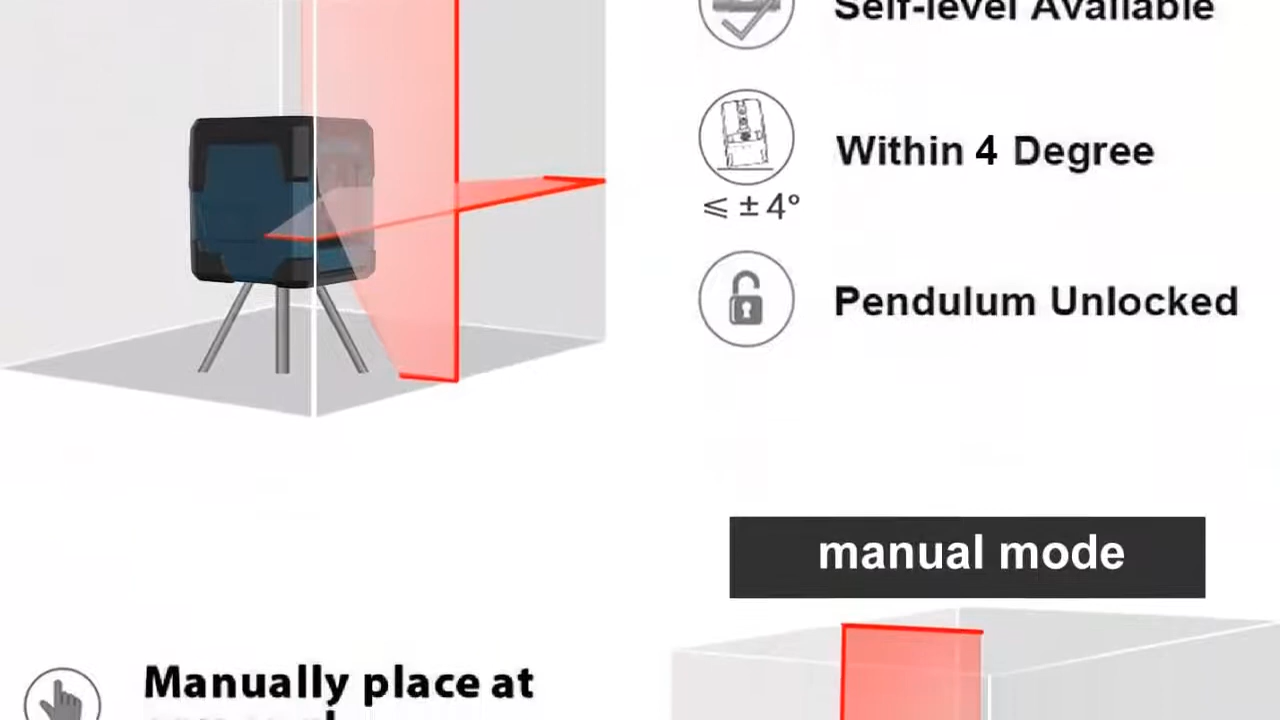 Self-level Available
Within 4 Degree
⩽ ±4°
Pendulum Unlocked
manual mode
Manually place at